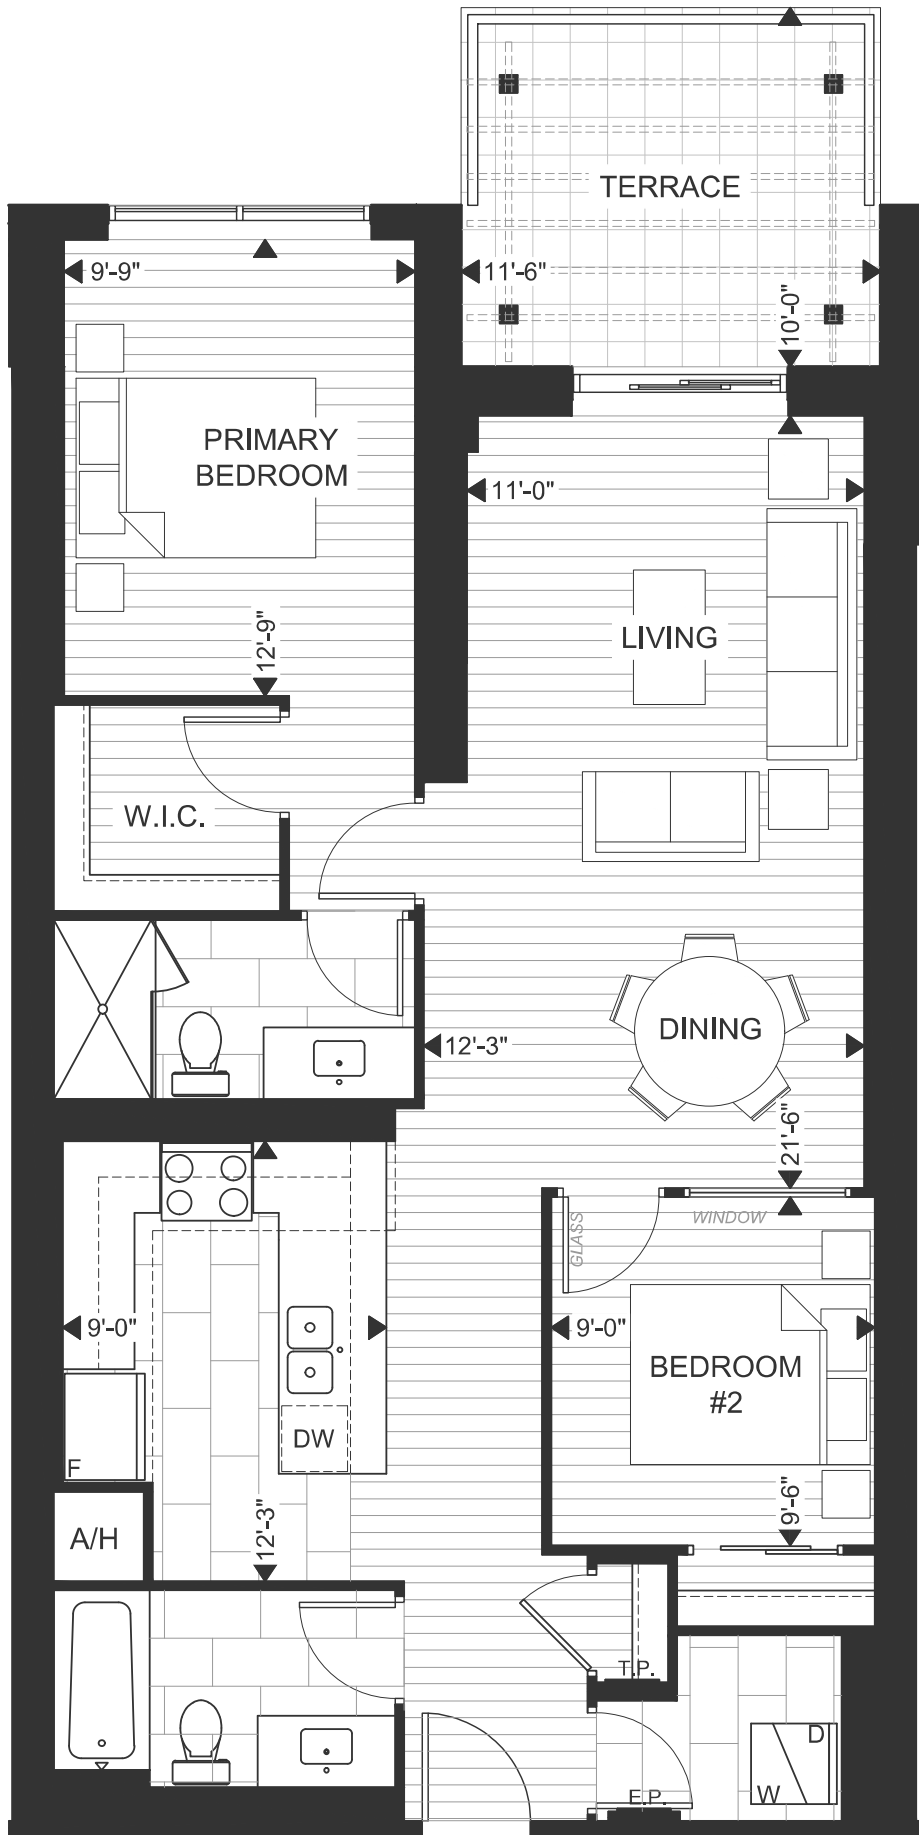 TERRACE
9'-9"
11'-6"
10'-0"
PRIMARY
BEDROOM
11'-0"
12'-9"
LIVING
W.I.C.
DINING
12'-3"
21'-6"
GLASS
WINDOW
9'-0"
9'-0"
BEDROOM
#2
DW
F
9'-6"
A/H
12'-3"
T.P.
D
W
E.P.